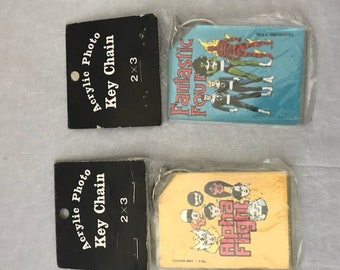 Acrylic Photo
Key Chain
2 x 3
Fantastic
Four
Acrylic Photo
Key Chain
2 x 3
Alpha
Flight